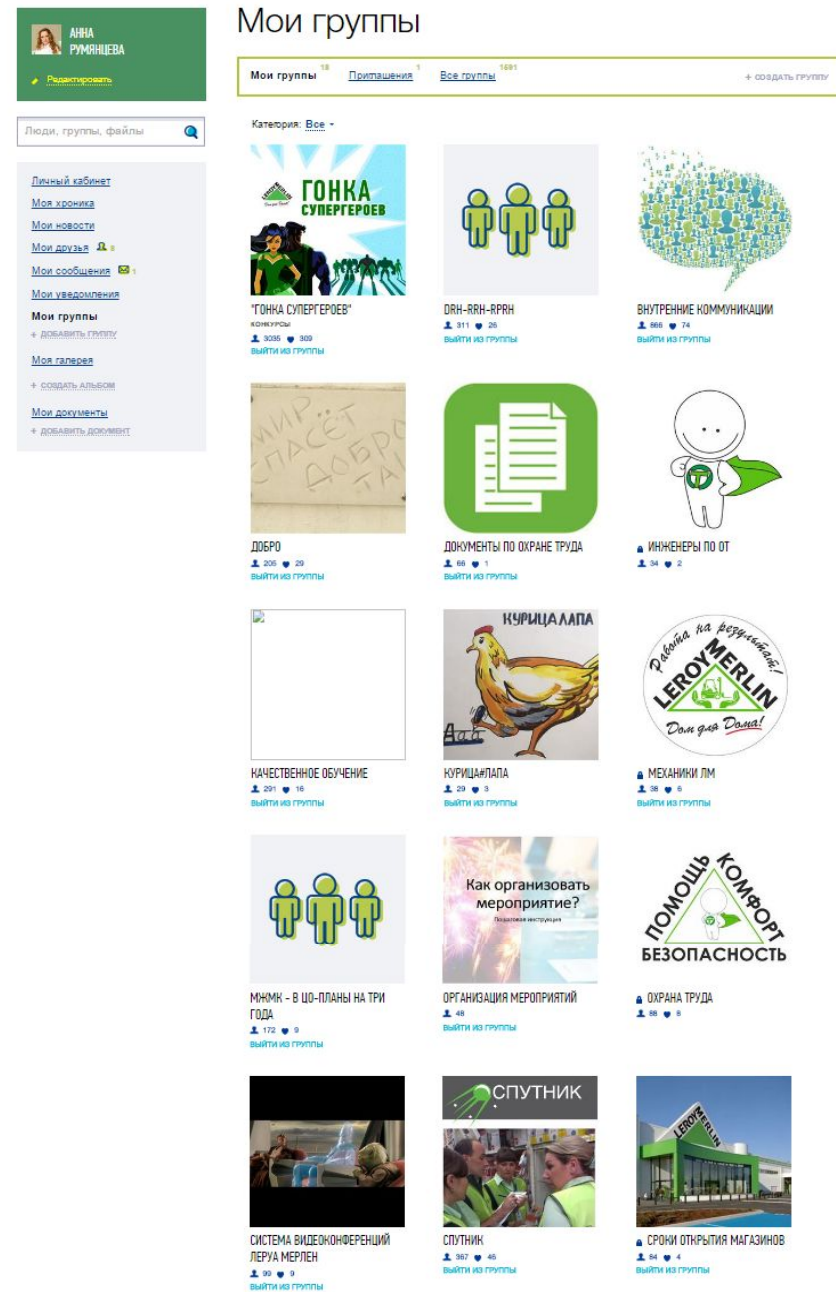 АННА
РУМЯНЦЕВА
Редактировать
Люди, группы, файлы
Личный кабинет
Моя хроника
Мои новости
Мои друзья 8
Мои сообщения 1
Мои уведомления
Мои группы
+ ДОБАВИТЬ ГРУППУ
Моя галерея
+ СОЗДАТЬ АЛЬБОМ
Мои документы
+ ДОБАВИТЬ ДОКУМЕНТ
Мои группы
Мои группы Приглашения 1 Все группы 1691
+ СОЗДАТЬ ГРУППУ
Категория: Все
ГОНКА
СУПЕРГЕРОЕВ
"ГОНКА СУПЕРГЕРОЕВ"
КОНКУРСЫ
3035 309
ВЫЙТИ ИЗ ГРУППЫ
DRH-RRH-RPRH
311 26
ВЫЙТИ ИЗ ГРУППЫ
ВНУТРЕННИЕ КОММУНИКАЦИИ
866 74
ВЫЙТИ ИЗ ГРУППЫ
МИР
СПАСЁТ
ДОБРО
ТА!
ДОБРО
205 29
ВЫЙТИ ИЗ ГРУППЫ
ДОКУМЕНТЫ ПО ОХРАНЕ ТРУДА
66 1
ВЫЙТИ ИЗ ГРУППЫ
ИНЖЕНЕРЫ ПО ОТ
34 2
КАЧЕСТВЕННОЕ ОБУЧЕНИЕ
291 16
ВЫЙТИ ИЗ ГРУППЫ
КУРИЦА ЛАПА
КУРИЦА#ЛАПА
29 3
ВЫЙТИ ИЗ ГРУППЫ
Работа на результат!
LEROY MERLIN
Дом для Дома!
МЕХАНИКИ ЛМ
38 6
ВЫЙТИ ИЗ ГРУППЫ
МЖМК - В ЦО-ПЛАНЫ НА ТРИ
ГОДА
172 9
ВЫЙТИ ИЗ ГРУППЫ
Как организовать
мероприятие?
Пошаговая инструкция
ОРГАНИЗАЦИЯ МЕРОПРИЯТИЙ
48
ВЫЙТИ ИЗ ГРУППЫ
ПОМОЩЬ КОМФОРТ
БЕЗОПАСНОСТЬ
ОХРАНА ТРУДА
88 6
СИСТЕМА ВИДЕОКОНФЕРЕНЦИЙ
ЛЕРУА МЕРЛЕН
99 9
ВЫЙТИ ИЗ ГРУППЫ
СПУТНИК
СПУТНИК
367 46
ВЫЙТИ ИЗ ГРУППЫ
LEROY MERLIN
СРОКИ ОТКРЫТИЯ МАГАЗИНОВ
84 4
ВЫЙТИ ИЗ ГРУППЫ